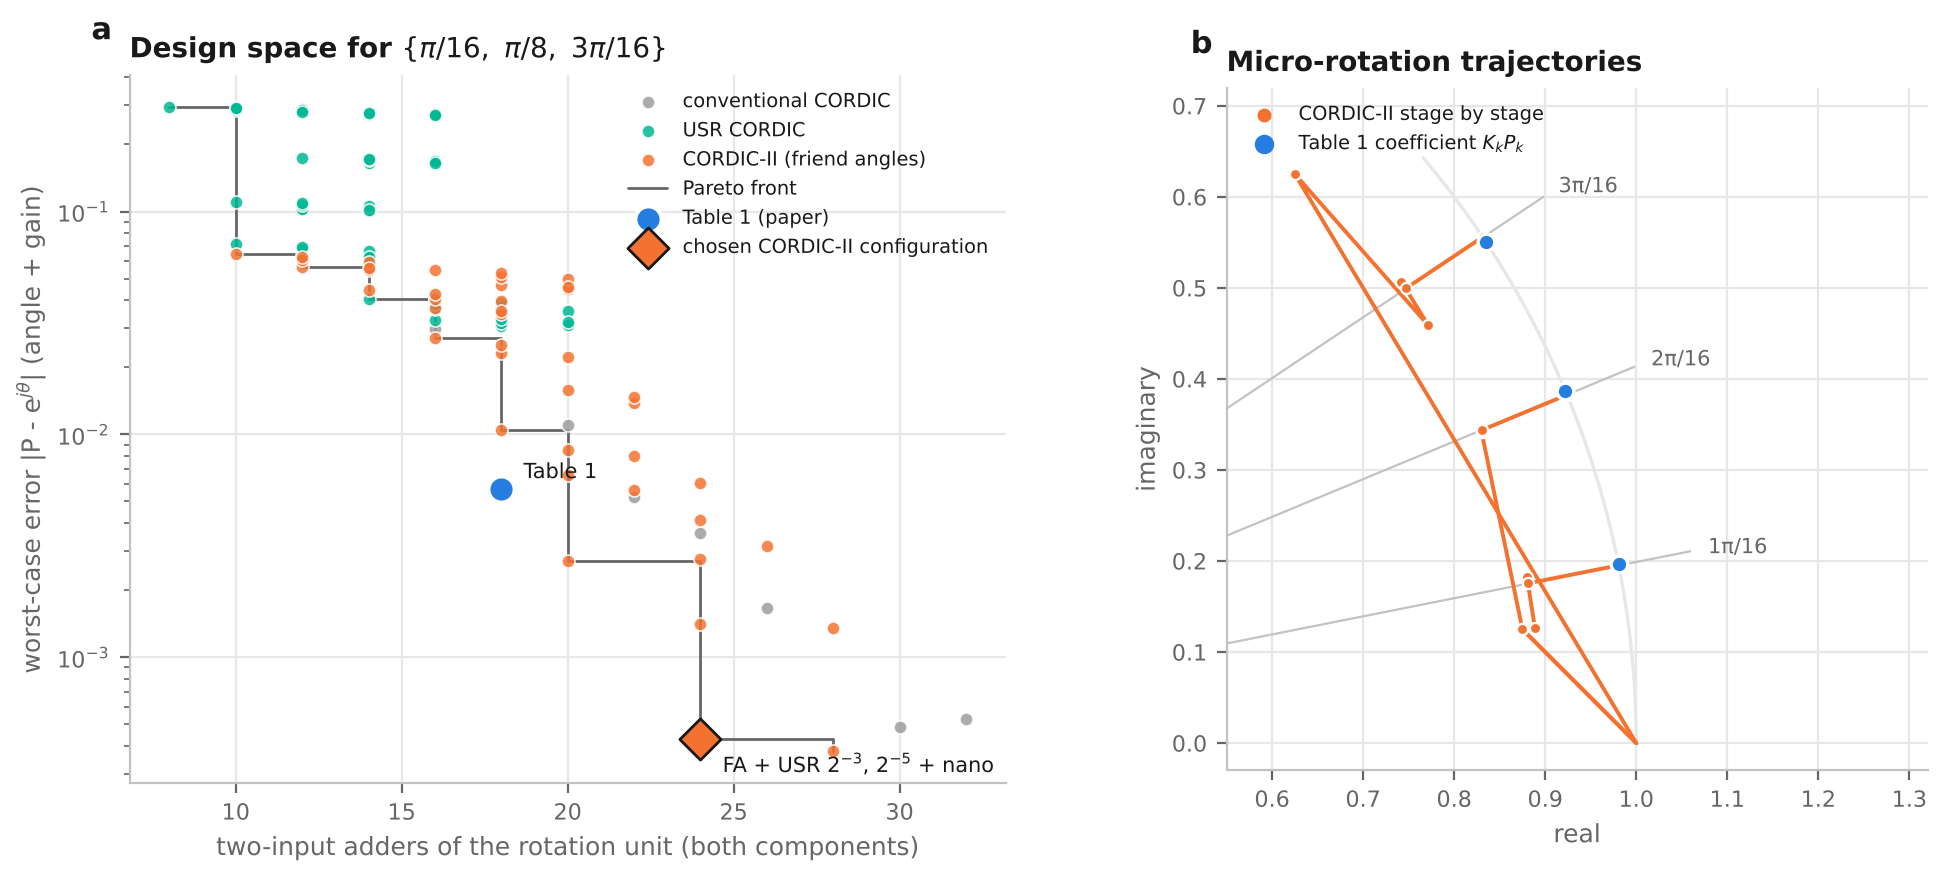 a
Design space for {π/16, π/8, 3π/16}
conventional CORDIC
USR CORDIC
CORDIC-II (friend angles)
Pareto front
Table 1 (paper)
chosen CORDIC-II configuration
worst-case error |P - e^{jθ}| (angle + gain)
10⁻¹
10⁻²
10⁻³
Table 1
FA + USR 2⁻³, 2⁻⁵ + nano
10 15 20 25 30
two-input adders of the rotation unit (both components)
b
Micro-rotation trajectories
CORDIC-II stage by stage
Table 1 coefficient KₖPₖ
imaginary
0.7
0.6
0.5
0.4
0.3
0.2
0.1
0.0
3π/16
2π/16
1π/16
0.6 0.7 0.8 0.9 1.0 1.1 1.2 1.3
real